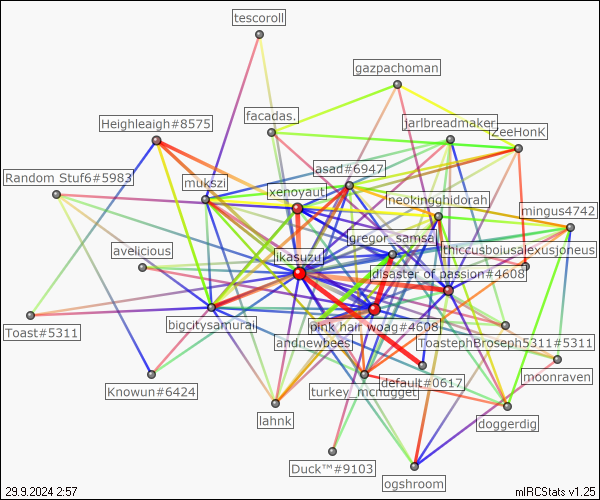 tescoroll
gazpachoman
facadas.
Heighleigh#8575
jarlbreadmaker
ZeeHonK
asad#6947
Random Stuf6#5983
mukszi
xenoyaut
neokingghidorah
mingus4742
gregor_samsa
avelicious
likasuzu
thiccusboiusalexusjoneus
disaster of passion#4608
Toast#5311
bigcitysamurai
pink hair woag#4608
andnewbees
ToastephBroseph5311#5311
moonraven
Knowun#6424
turkey_mcnugget
default#0617
lahnk
doggerdig
Duck™#9103
ogshroom
29.9.2024 2:57
mIRCStats v1.25